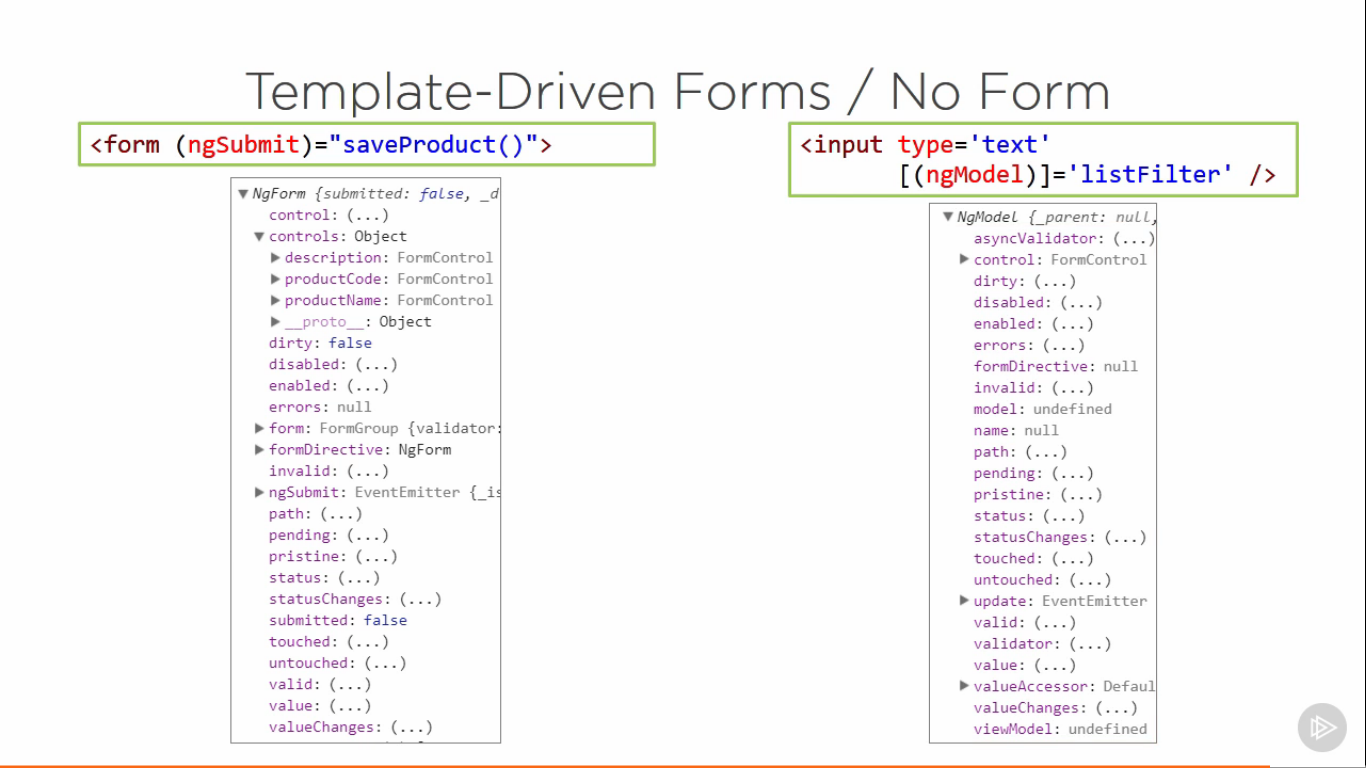 Template-Driven Forms / No Form
<form (ngSubmit)="saveProduct()">
NgForm {submitted: false, _d
control: (...)
controls: Object
description: FormControl
productCode: FormControl
productName: FormControl
__proto__: Object
dirty: false
disabled: (...)
enabled: (...)
errors: null
form: FormGroup {validator:
formDirective: NgForm
invalid: (...)
ngSubmit: EventEmitter {_is
path: (...)
pending: (...)
pristine: (...)
status: (...)
statusChanges: (...)
submitted: false
touched: (...)
untouched: (...)
valid: (...)
value: (...)
valueChanges: (...)
<input type='text'
[(ngModel)]='listFilter' />
NgModel {_parent: null,
asyncValidator: (...)
control: FormControl
dirty: (...)
disabled: (...)
enabled: (...)
errors: (...)
formDirective: null
invalid: (...)
model: undefined
name: null
path: (...)
pending: (...)
pristine: (...)
status: (...)
statusChanges: (...)
touched: (...)
untouched: (...)
update: EventEmitter
valid: (...)
validator: (...)
value: (...)
valueAccessor: Defaul
valueChanges: (...)
viewModel: undefined